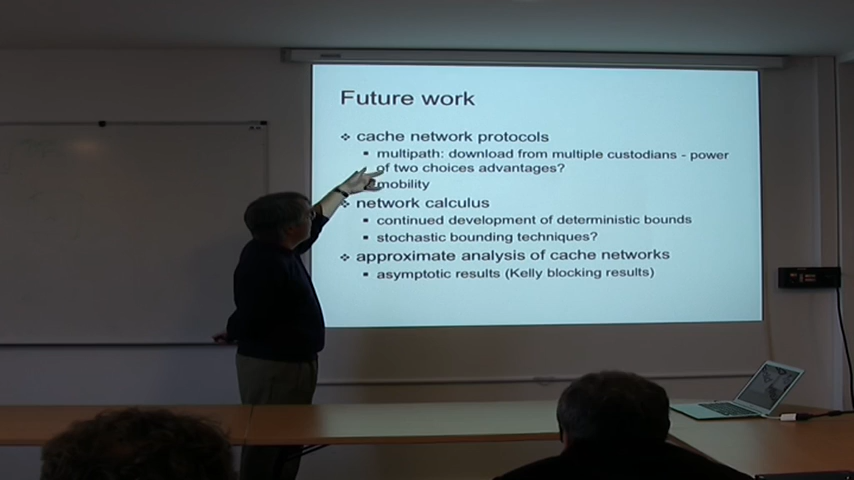 Future work
cache network protocols
multipath: download from multiple custodians - power
of two choices advantages?
mobility
network calculus
continued development of deterministic bounds
stochastic bounding techniques?
approximate analysis of cache networks
asymptotic results (Kelly blocking results)